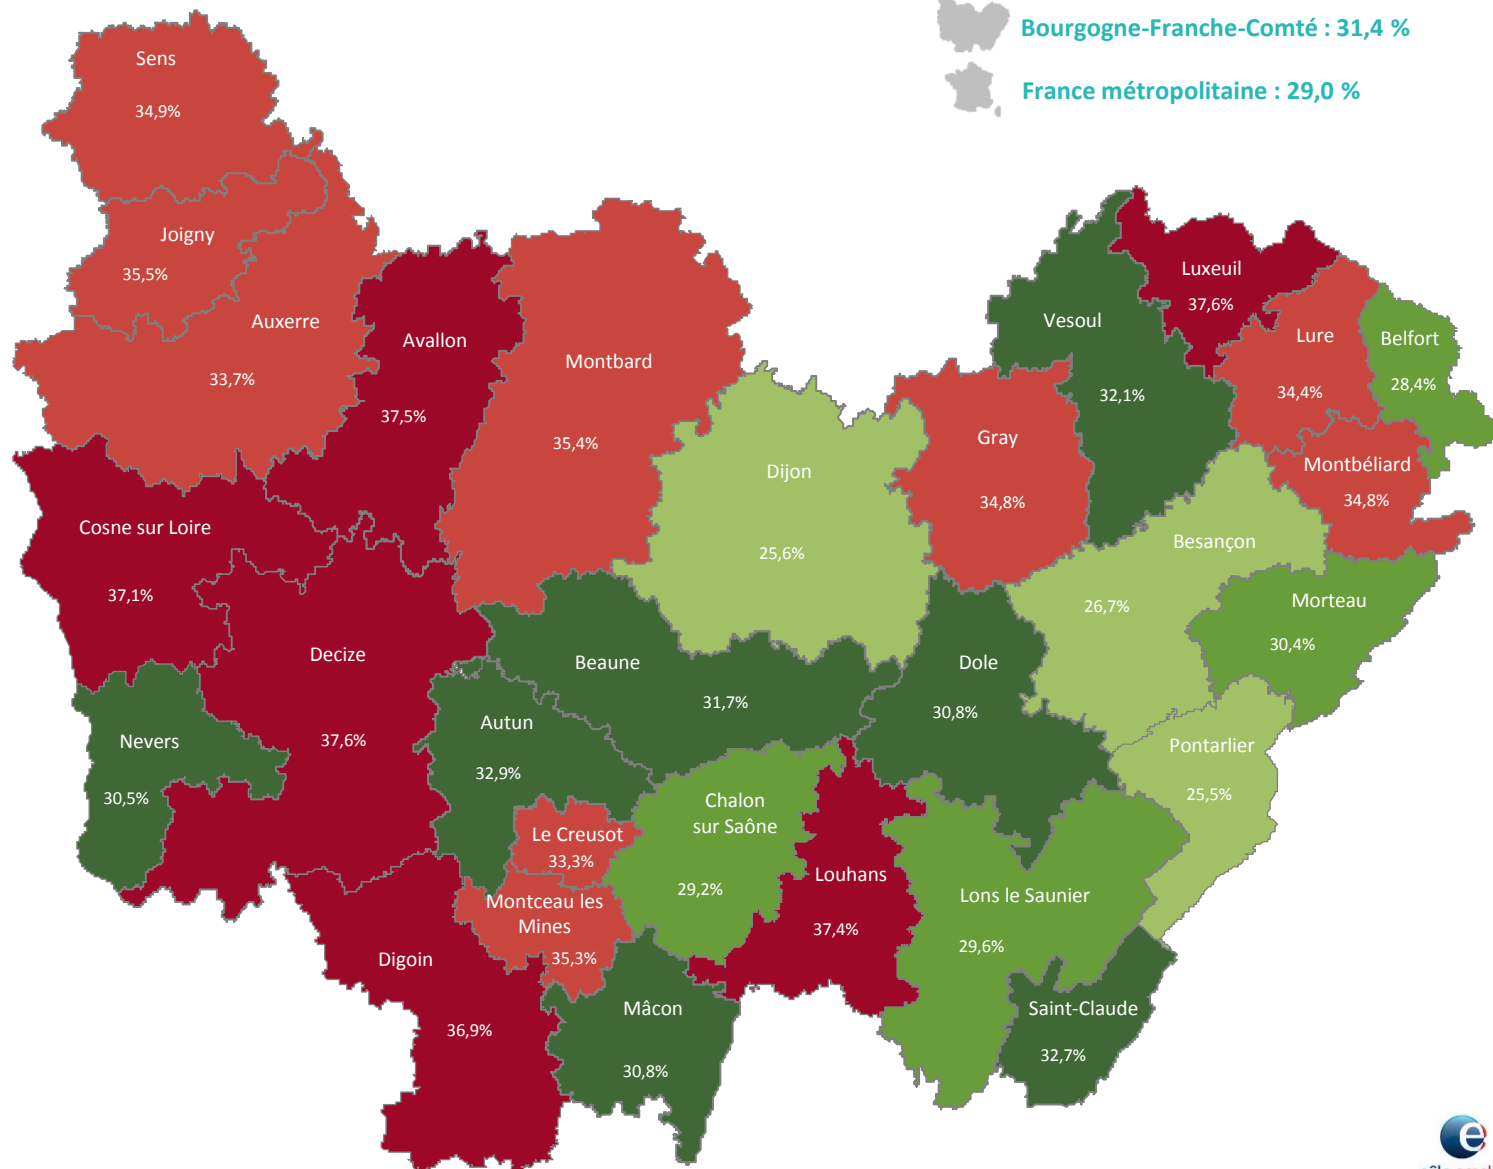 Bourgogne-Franche-Comté : 31,4 %
France métropolitaine : 29,0 %
Sens
34,9%
Joigny
35,5%
Auxerre
33,7%
Avallon
37,5%
Montbard
35,4%
Vesoul
32,1%
Luxeuil
37,6%
Lure
34,4%
Belfort
28,4%
Montbéliard
34,8%
Gray
34,8%
Dijon
25,6%
Besançon
26,7%
Morteau
30,4%
Cosne sur Loire
37,1%
Decize
37,6%
Nevers
30,5%
Beaune
31,7%
Autun
32,9%
Dole
30,8%
Pontarlier
25,5%
Chalon
sur Saône
29,2%
Le Creusot
33,3%
Montceau les
Mines
35,3%
Louhans
37,4%
Lons le Saunier
29,6%
Digoin
36,9%
Mâcon
30,8%
Saint-Claude
32,7%